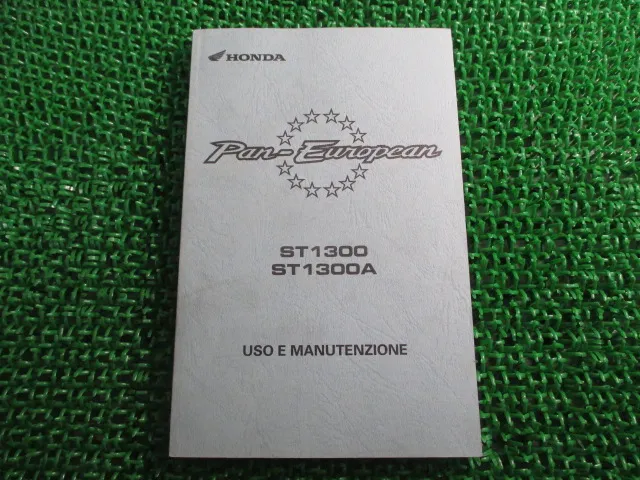 HONDA
Pan-European
ST1300
ST1300A
USO E MANUTENZIONE